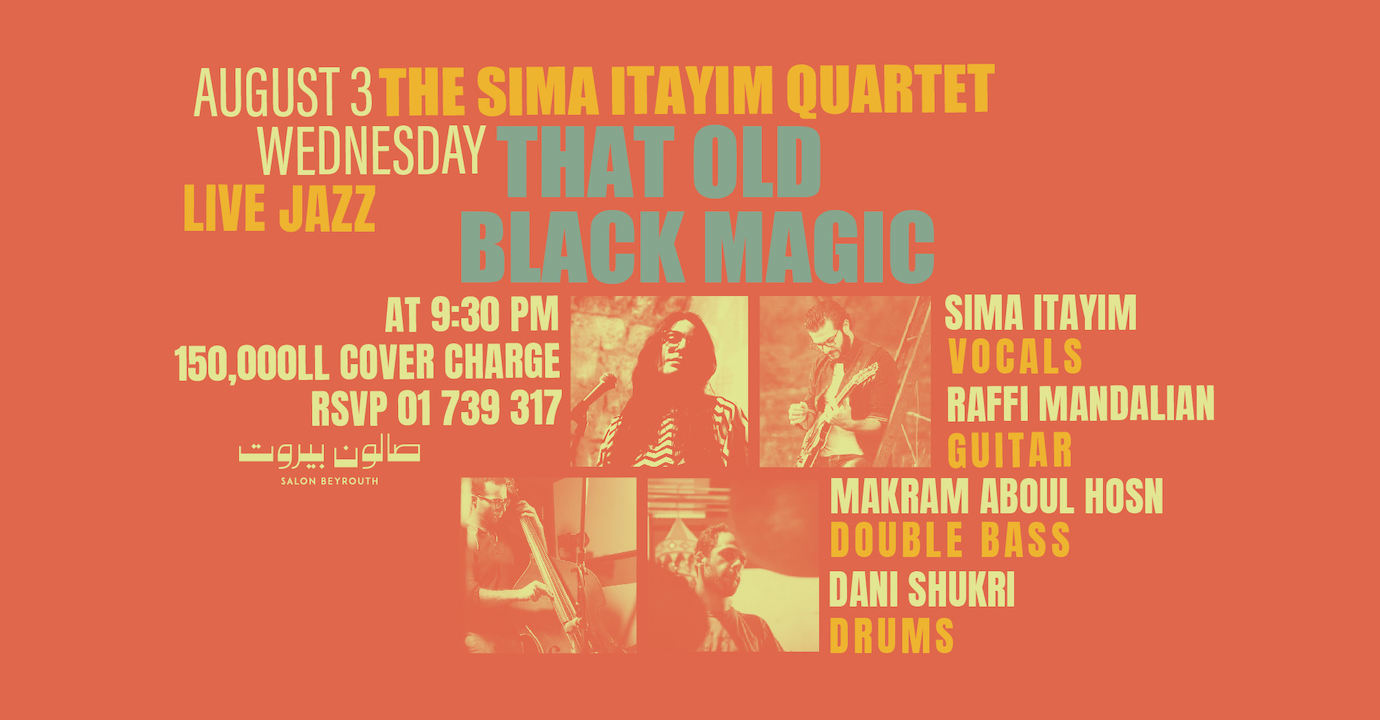 AUGUST 3 THE SIMA ITAYIM QUARTET
WEDNESDAY THAT OLD
LIVE JAZZ
BLACK MAGIC
AT 9:30 PM
150,000LL COVER CHARGE
RSVP 01 739 317
صالون بيروت
SALON BEYROUTH
SIMA ITAYIM
VOCALS
RAFFI MANDALIAN
GUITAR
MAKRAM ABOUL HOSN
DOUBLE BASS
DANI SHUKRI
DRUMS